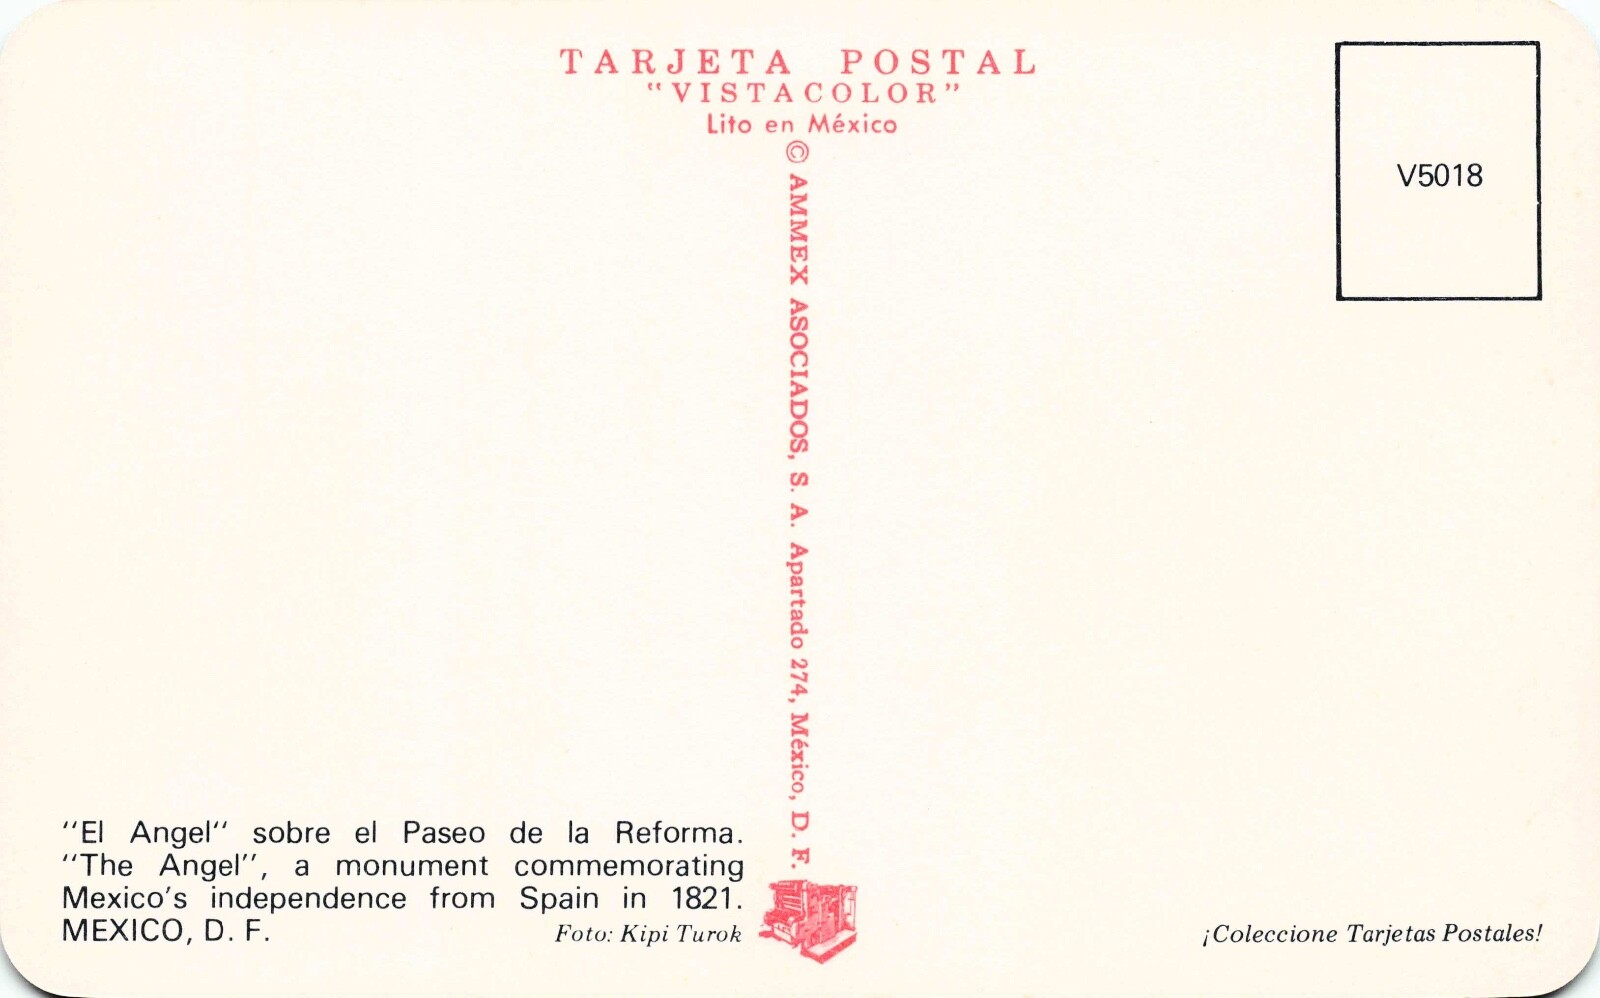 TARJETA POSTAL
“VISTACOLOR”
Lito en México
© AMMEX ASOCIADOS, S. A. Apartado 274, México, D. F.
V5018
“El Angel“ sobre el Paseo de la Reforma.
“The Angel”, a monument commemorating
Mexico's independence from Spain in 1821.
MEXICO, D. F.
Foto: Kipi Turok
¡Coleccione Tarjetas Postales!